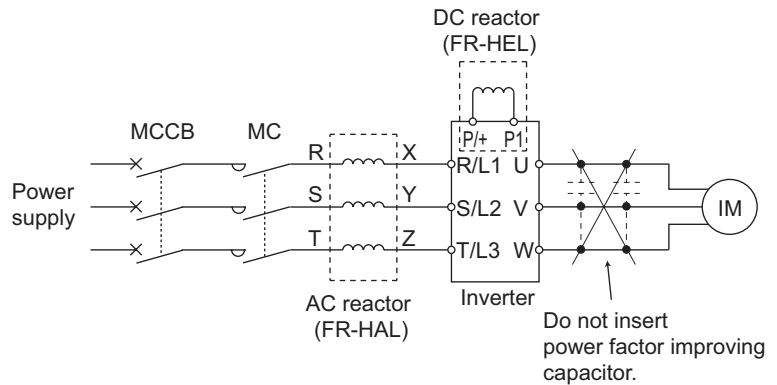 DC reactor
(FR-HEL)
MCCB
MC
R
X
P/+
P1
R/L1
U
Power
supply
S
Y
S/L2
V
IM
T
Z
T/L3
W
AC reactor
(FR-HAL)
Inverter
Do not insert
power factor improving
capacitor.